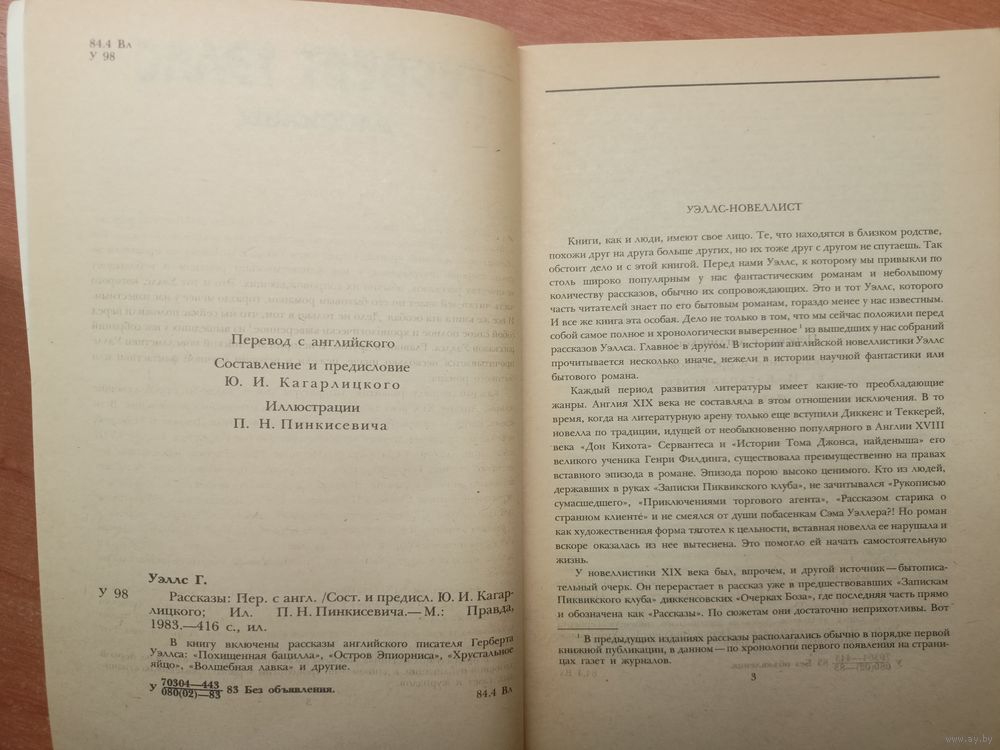 84.4 Вл
У 98
Перевод с английского
Составление и предисловие
Ю. И. Кагарлицкого
Иллюстрации
П. Н. Пинкисевича
Уэллс Г.
У 98
Рассказы: Пер. с англ. /Сост. и предисл. Ю. И. Кагар-
лицкого; Ил. П. Н. Пинкисевича.— М.: Правда,
1983.—416 с., ил.
В книгу включены рассказы английского писателя Герберта
Уэллса: «Похищенная бацилла», «Остров Эпиорниса», «Хрустальное
яйцо», «Волшебная лавка» и другие.
У 70304—443
080(02)—83 83 Без объявления.
84.4 Вл
УЭЛЛС-НОВЕЛЛИСТ
Книги, как и люди, имеют свое лицо. Те, что находятся в близком родстве,
похожи друг на друга больше других, но их тоже друг с другом не спутаешь. Так
обстоит дело и с этой книгой. Перед нами Уэллс, к которому мы привыкли по
столь широко популярным у нас фантастическим романам и небольшому
количеству рассказов, обычно их сопровождающих. Это и тот Уэллс, которого
часть читателей знает по его бытовым романам, гораздо менее у нас известным.
И все же книга эта особая. Дело не только в том, что мы сейчас положили перед
собой самое полное и хронологически выверенное¹ из вышедших у нас собраний
рассказов Уэллса. Главное в другом. В истории английской новеллистики Уэллс
прочитывается несколько иначе, нежели в истории научной фантастики или
бытового романа.
Каждый период развития литературы имеет какие-то преобладающие
жанры. Англия XIX века не составляла в этом отношении исключения. В то
время, когда на литературную арену только еще вступили Диккенс и Теккерей,
новелла по традиции, идущей от необыкновенно популярного в Англии XVIII
века «Дон Кихота» Сервантеса и «Истории Тома Джонса, найденыша» его
великого ученика Генри Филдинга, существовала преимущественно на правах
вставного эпизода в романе. Эпизода порою высоко ценимого. Кто из людей,
державших в руках «Записки Пиквикского клуба», не зачитывался «Рукописью
сумасшедшего», «Приключениями торгового агента», «Рассказом старика о
странном клиенте» и не смеялся от души побасенкам Сэма Уэллера?! Но роман
как художественная форма тяготел к цельности, вставная новелла ее нарушала и
вскоре оказалась из нее вытеснена. Это помогло ей начать самостоятельную
жизнь.
У новеллистики XIX века был, впрочем, и другой источник—бытописа-
тельный очерк. Он перерастает в рассказ уже в предшествовавших «Запискам
Пиквикского клуба» диккенсовских «Очерках Боза», где последняя часть прямо
и обозначена как «Рассказы». По сюжетам они достаточно неприхотливы. Вот
¹ В предыдущих изданиях рассказы располагались обычно в порядке первой
книжной публикации, в данном—по хронологии первого появления на страни-
цах газет и журналов.
3
www.ay.by